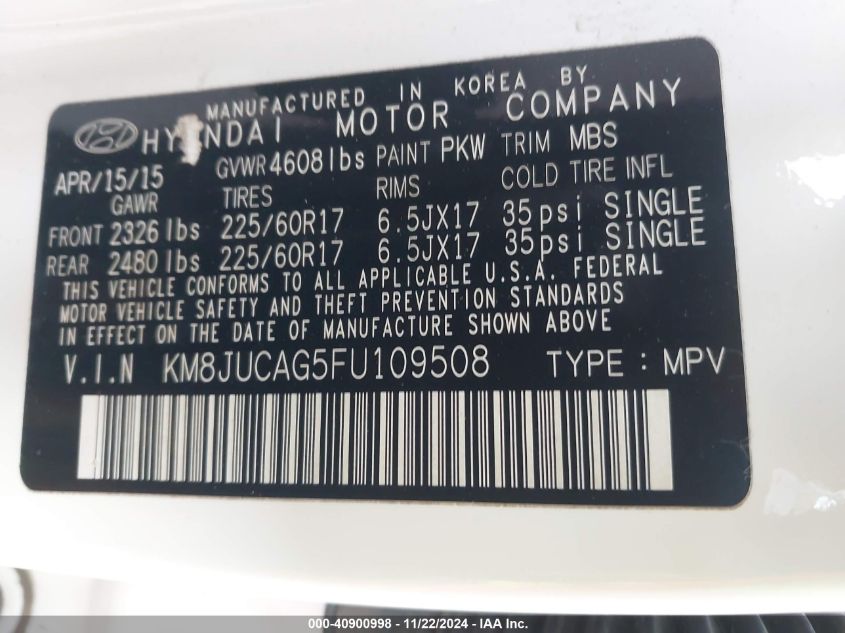 MANUFACTURED IN KOREA BY
HYUNDAI MOTOR COMPANY
APR/15/15 GVWR 4608 lbs PAINT PKW TRIM MBS
GAWR TIRES RIMS COLD TIRE INFL
FRONT 2326 lbs 225/60R17 6.5JX17 35psi SINGLE
REAR 2480 lbs 225/60R17 6.5JX17 35psi SINGLE
THIS VEHICLE CONFORMS TO ALL APPLICABLE U.S.A. FEDERAL
MOTOR VEHICLE SAFETY AND THEFT PREVENTION STANDARDS
IN EFFECT ON THE DATE OF MANUFACTURE SHOWN ABOVE
V.I.N KM8JUCAG5FU109508 TYPE : MPV
000-40900998 - 11/22/2024 - IAAI.com